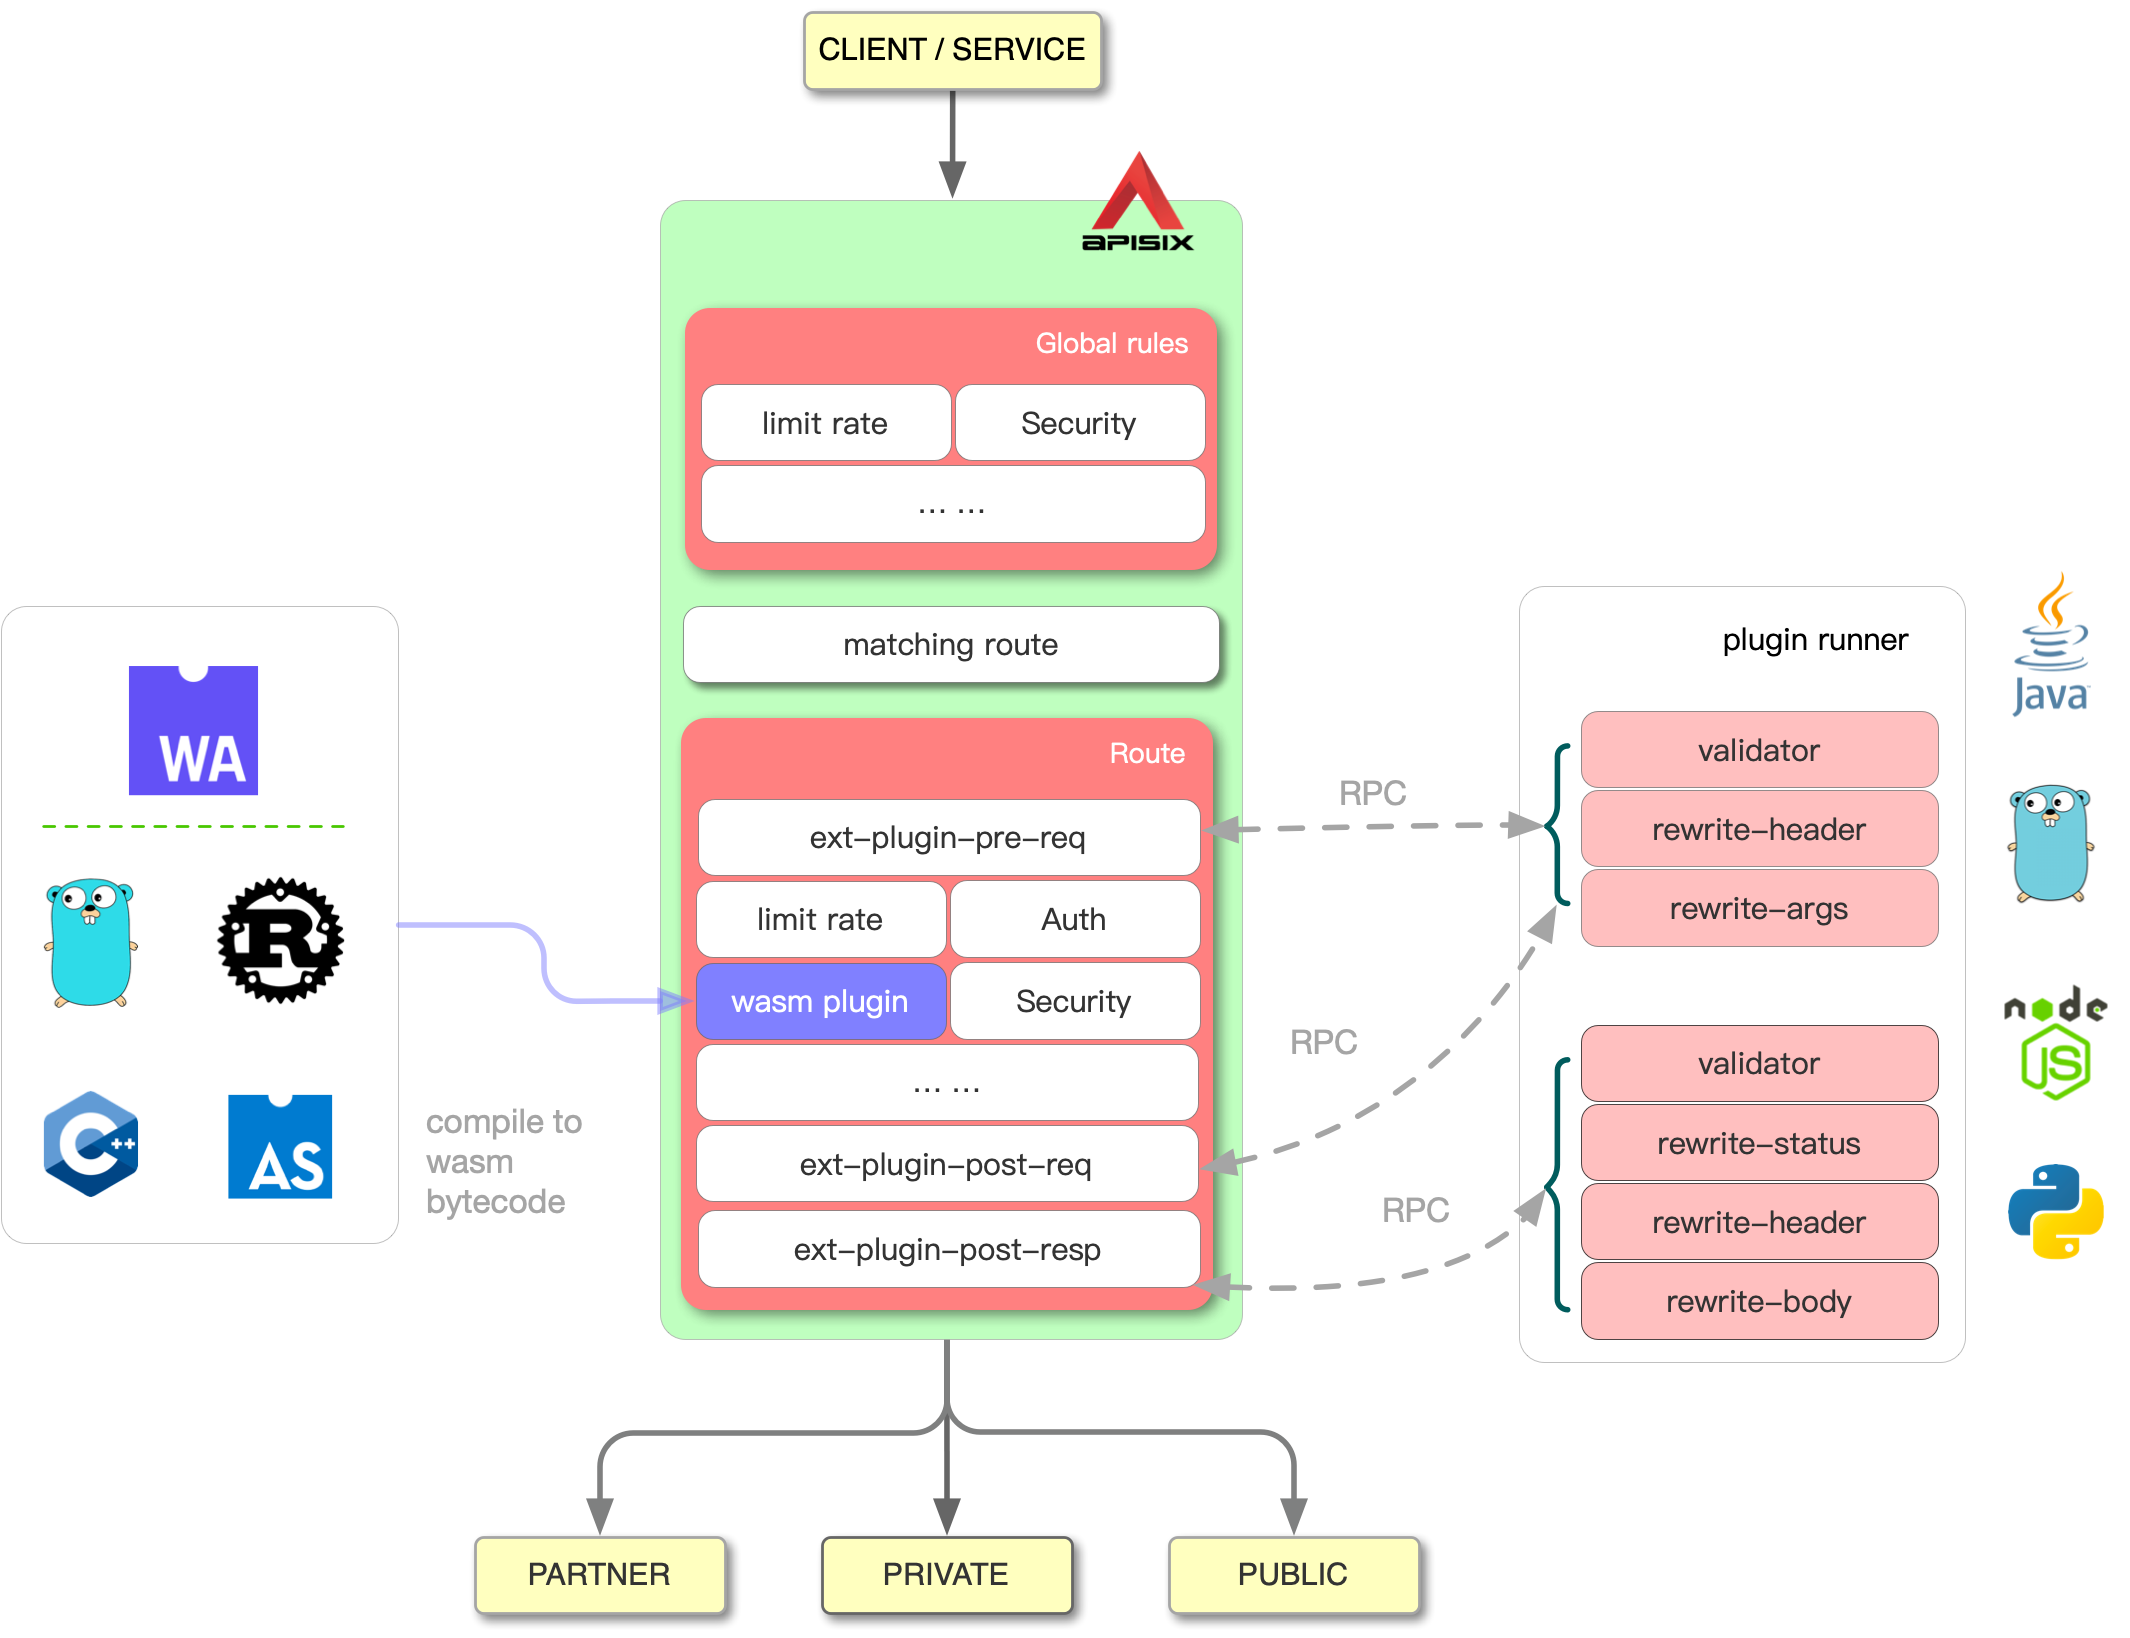 CLIENT / SERVICE
APISIX
Global rules
limit rate
Security
... ...
matching route
Route
ext-plugin-pre-req
limit rate
Auth
wasm plugin
Security
... ...
ext-plugin-post-req
ext-plugin-post-resp
WA
C++
AS
R
compile to
wasm
bytecode
RPC
RPC
RPC
plugin runner
validator
rewrite-header
rewrite-args
validator
rewrite-status
rewrite-header
rewrite-body
Java
node
JS
PARTNER
PRIVATE
PUBLIC